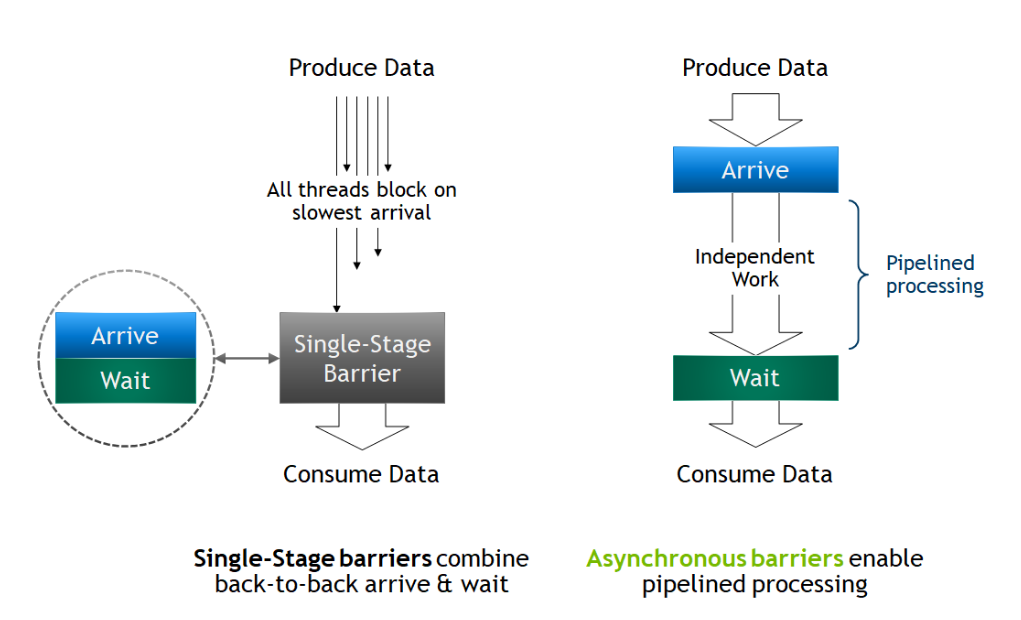 Produce Data
All threads block on
slowest arrival
Arrive
Wait
Single-Stage
Barrier
Consume Data
Single-Stage barriers combine
back-to-back arrive & wait
Produce Data
Arrive
Independent
Work
Pipelined
processing
Wait
Consume Data
Asynchronous barriers enable
pipelined processing